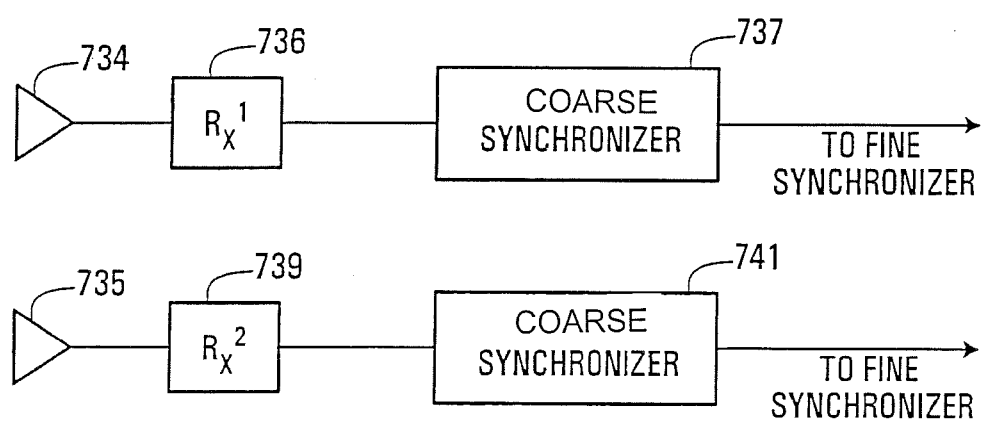 734
736
737
R_X^1
COARSE
SYNCHRONIZER
TO FINE
SYNCHRONIZER
735
739
741
R_X^2
COARSE
SYNCHRONIZER
TO FINE
SYNCHRONIZER